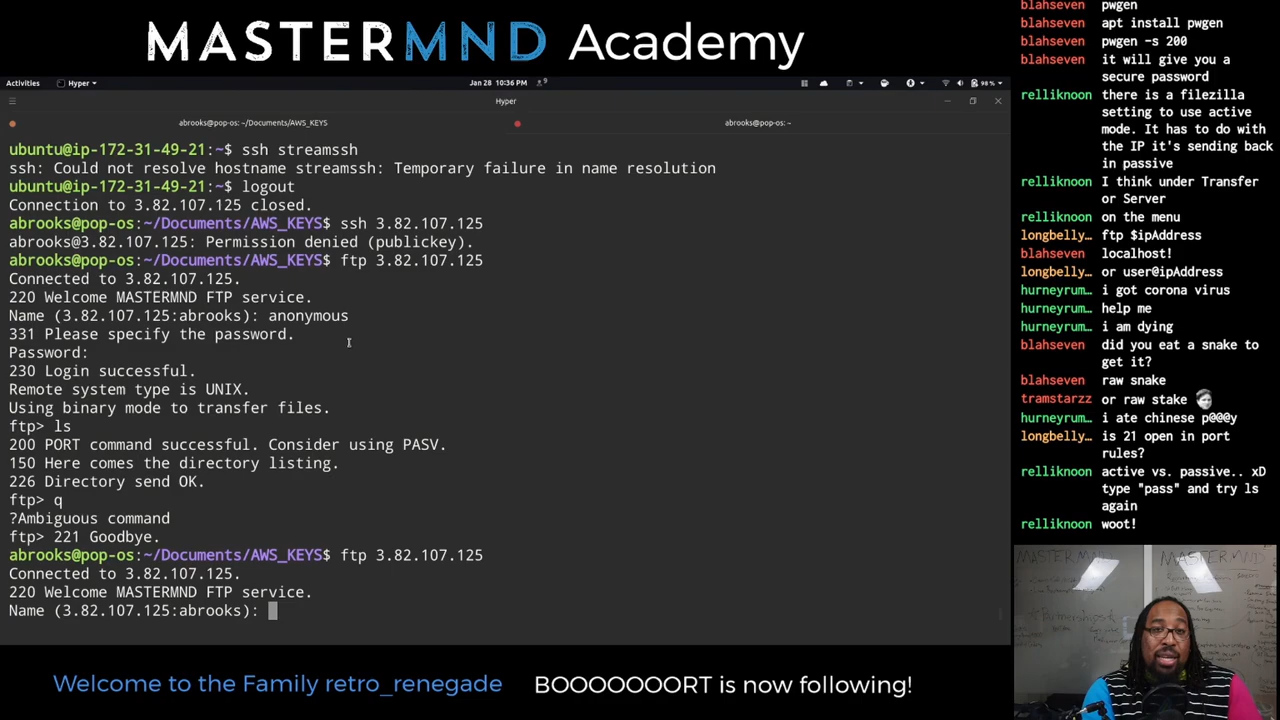 MASTERMND Academy
Activities
Hyper
Jan 28 10:36 PM
98 %
Hyper
abrooks@pop-os: ~/Documents/AWS_KEYS
abrooks@pop-os: ~
ubuntu@ip-172-31-49-21:~$ ssh streamssh
ssh: Could not resolve hostname streamssh: Temporary failure in name resolution
ubuntu@ip-172-31-49-21:~$ logout
Connection to 3.82.107.125 closed.
abrooks@pop-os:~/Documents/AWS_KEYS$ ssh 3.82.107.125
abrooks@3.82.107.125: Permission denied (publickey).
abrooks@pop-os:~/Documents/AWS_KEYS$ ftp 3.82.107.125
Connected to 3.82.107.125.
220 Welcome MASTERMND FTP service.
Name (3.82.107.125:abrooks): anonymous
331 Please specify the password.
Password:
230 Login successful.
Remote system type is UNIX.
Using binary mode to transfer files.
ftp> ls
200 PORT command successful. Consider using PASV.
150 Here comes the directory listing.
226 Directory send OK.
ftp> q
?Ambiguous command
ftp> 221 Goodbye.
abrooks@pop-os:~/Documents/AWS_KEYS$ ftp 3.82.107.125
Connected to 3.82.107.125.
220 Welcome MASTERMND FTP service.
Name (3.82.107.125:abrooks):
blahseven pwgen
blahseven apt install pwgen
blahseven pwgen -s 200
blahseven it will give you a
secure password
relliknoon there is a filezilla
setting to use active
mode. It has to do with
the IP it's sending back
in passive
relliknoon I think under Transfer
or Server
relliknoon on the menu
longbelly… ftp $ipAddress
blahseven localhost!
longbelly… or user@ipAddress
hurneyrum… i got corona virus
hurneyrum… help me
hurneyrum… i am dying
blahseven did you eat a snake to
get it?
blahseven raw snake
tramstarzz or raw stake
hurneyrum… i ate chinese p@@@y
longbelly… is 21 open in port
rules?
relliknoon active vs. passive.. xD
type "pass" and try ls
again
relliknoon woot!
MASTERMND
Welcome to the Family retro_renegade
BOOOOOOORT is now following!